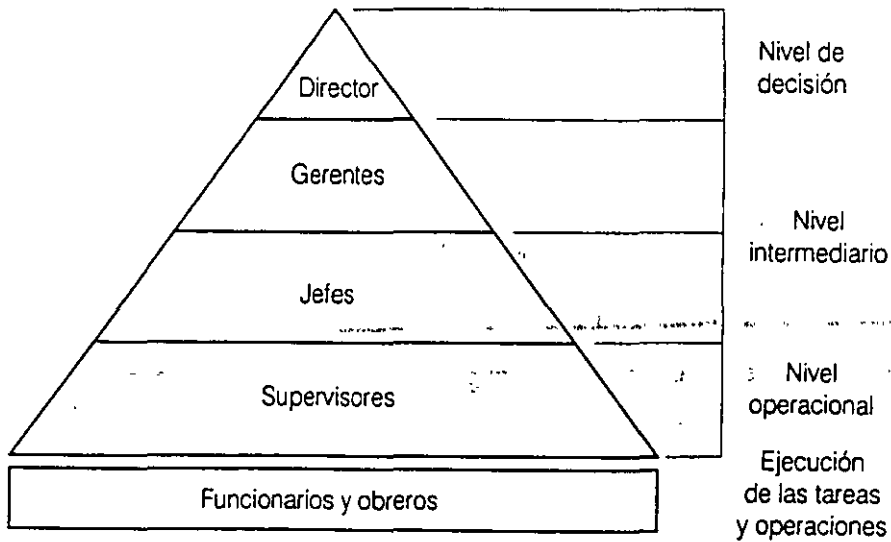 Director
Gerentes
Jefes
Supervisores
Funcionarios y obreros
Nivel de
decisión
Nivel
intermediario
Nivel
operacional
Ejecución
de las tareas
y operaciones